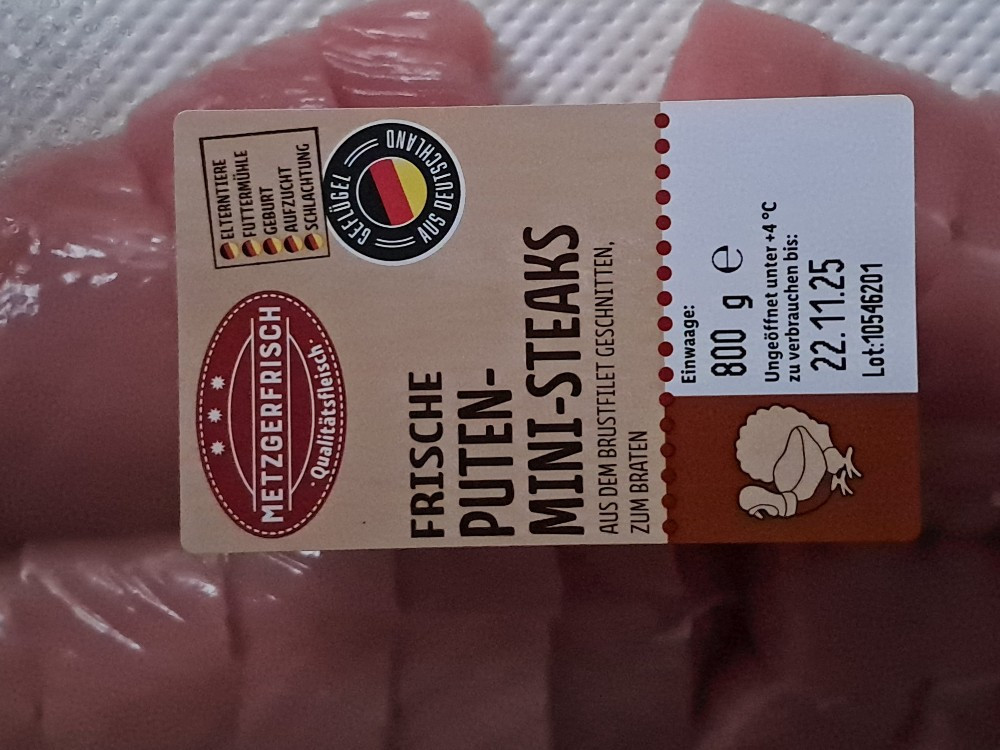 METZGERFRISCH
Qualitätsfleisch.
ELTERNTIERE
FUTTERMÜHLE
GEBURT
AUFZUCHT
SCHLACHTUNG
GEFLÜGEL
AUS DEUTSCHLAND
FRISCHE
PUTEN-
MINI-STEAKS
AUS DEM BRUSTFILET GESCHNITTEN,
ZUM BRATEN
Einwaage:
800 g ℮
Ungeöffnet unter +4 °C
zu verbrauchen bis:
22.11.25
Lot:10546201